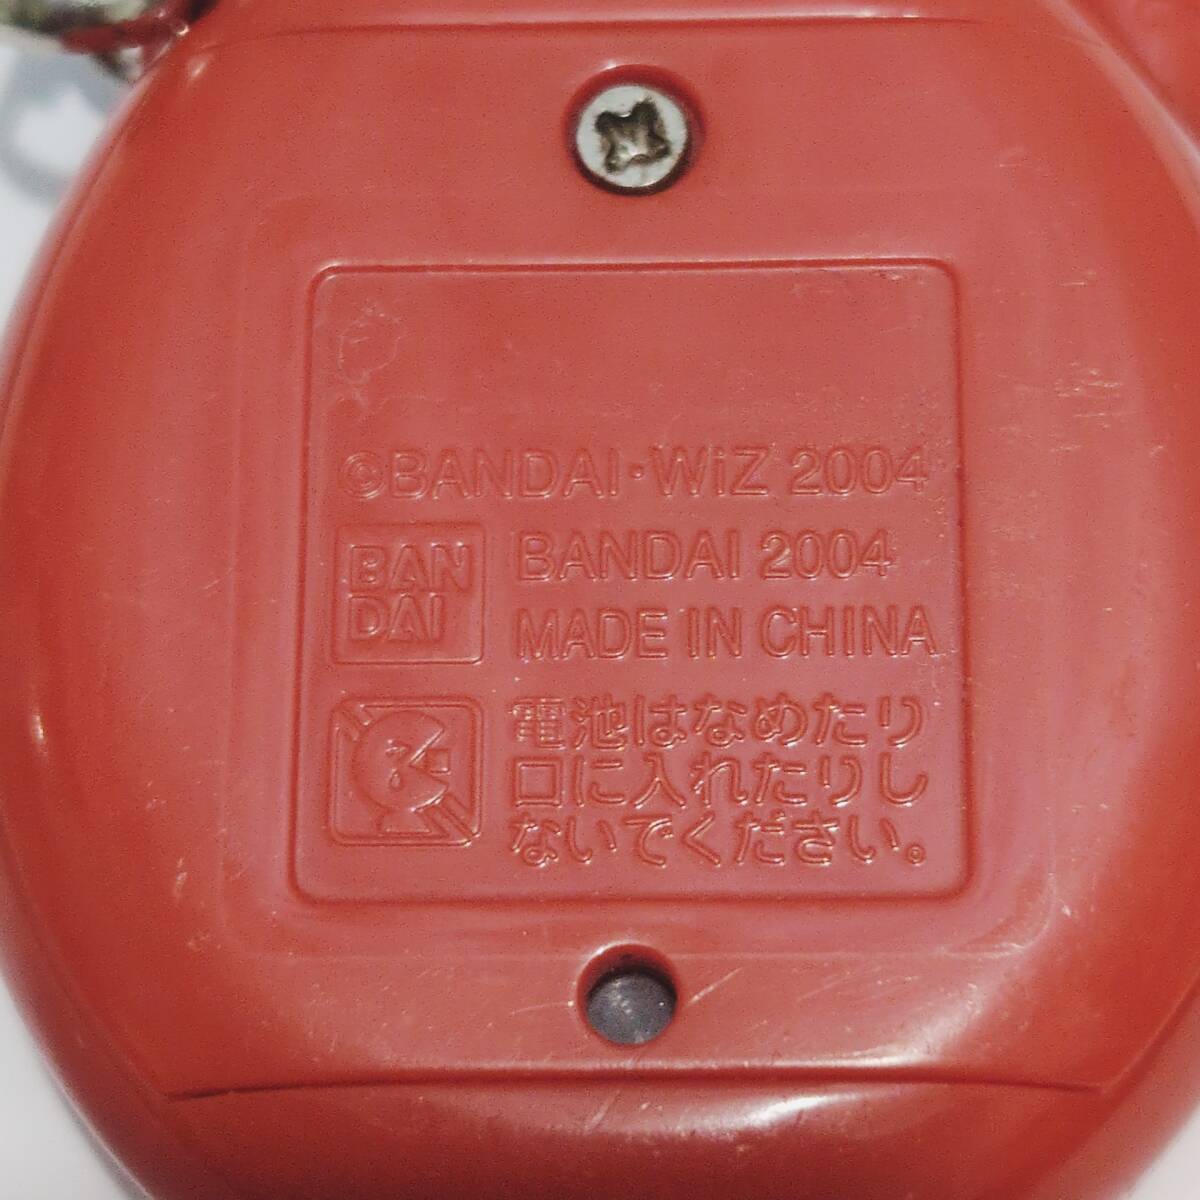 ©BANDAI·WiZ 2004
BAN
DAI
BANDAI 2004
MADE IN CHINA
電池はなめたり
口に入れたりし
ないでください。